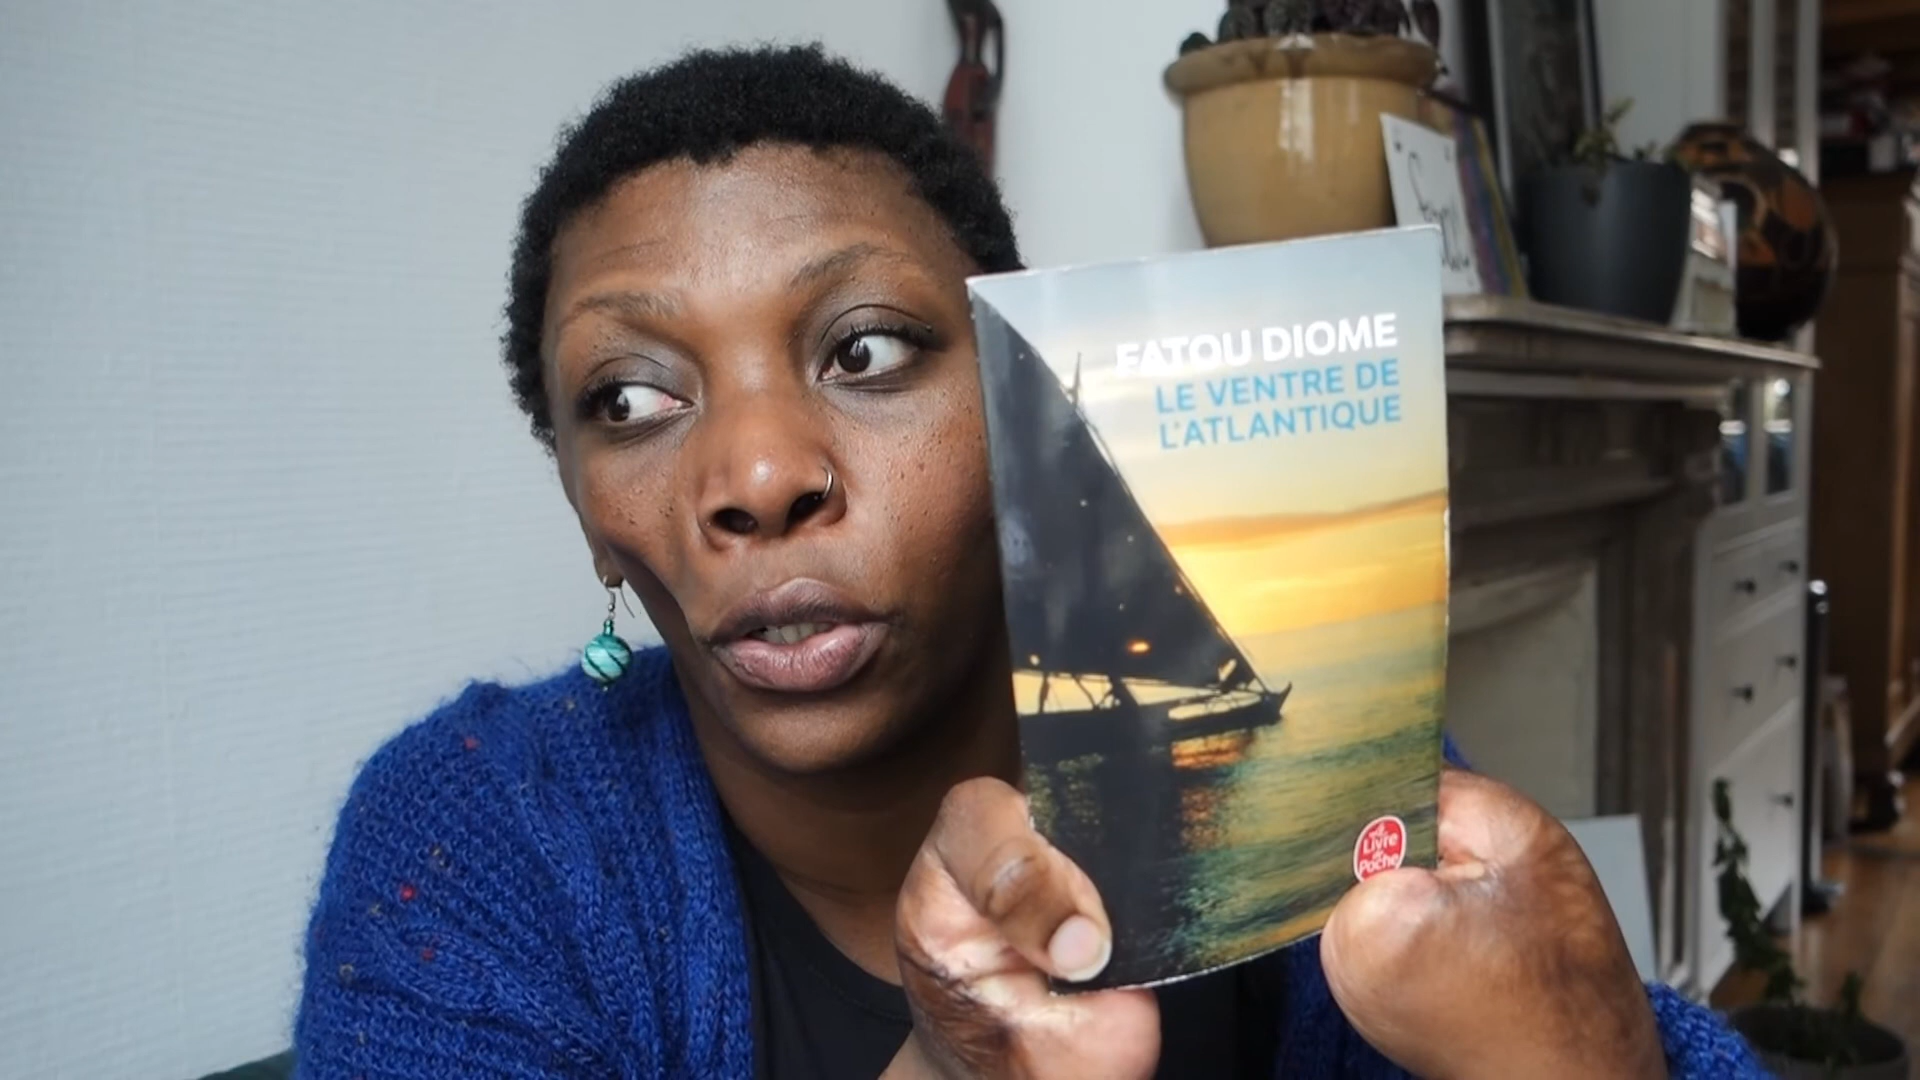 FATOU DIOME
LE VENTRE DE
L'ATLANTIQUE
Le
Livre
de
Poche